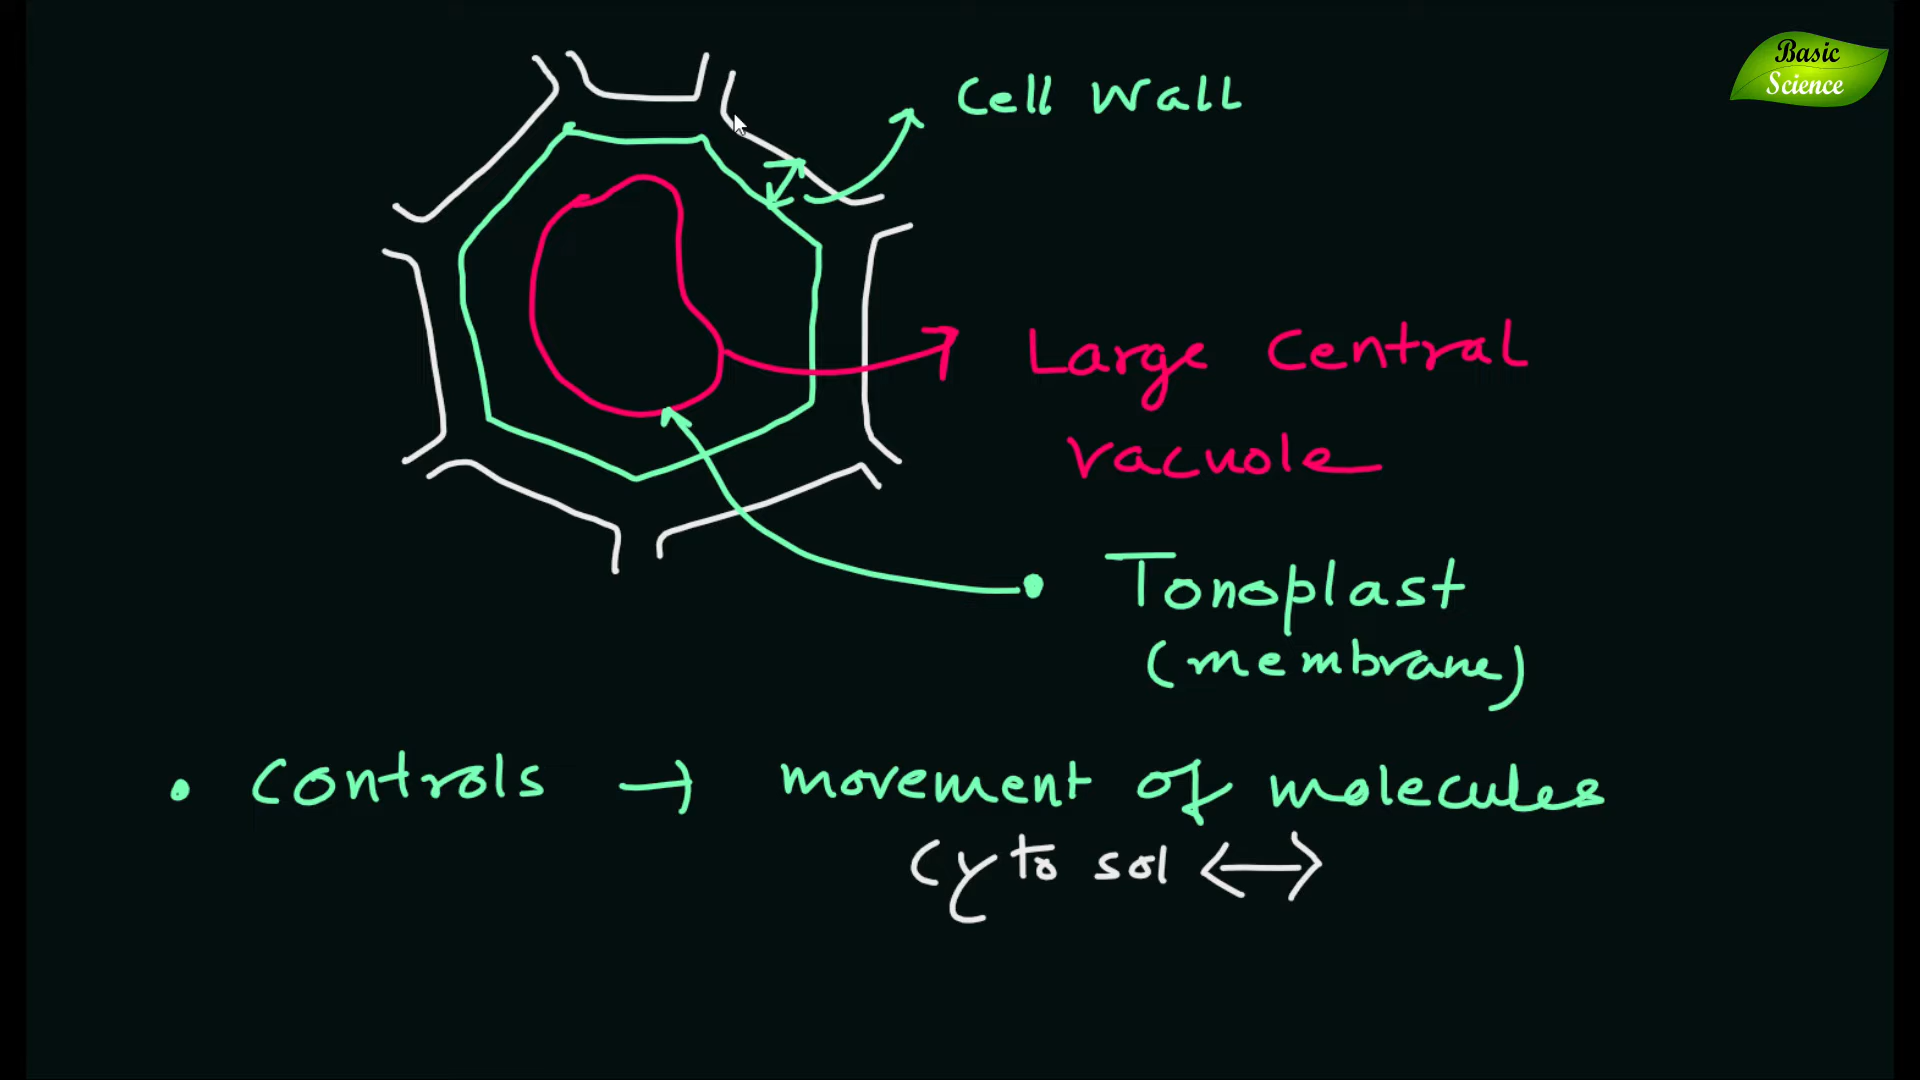 Basic
Science
Cell Wall
Large Central
Vacuole
Tonoplast
(membrane)
• Controls → movement of molecules
Cyto sol ↔